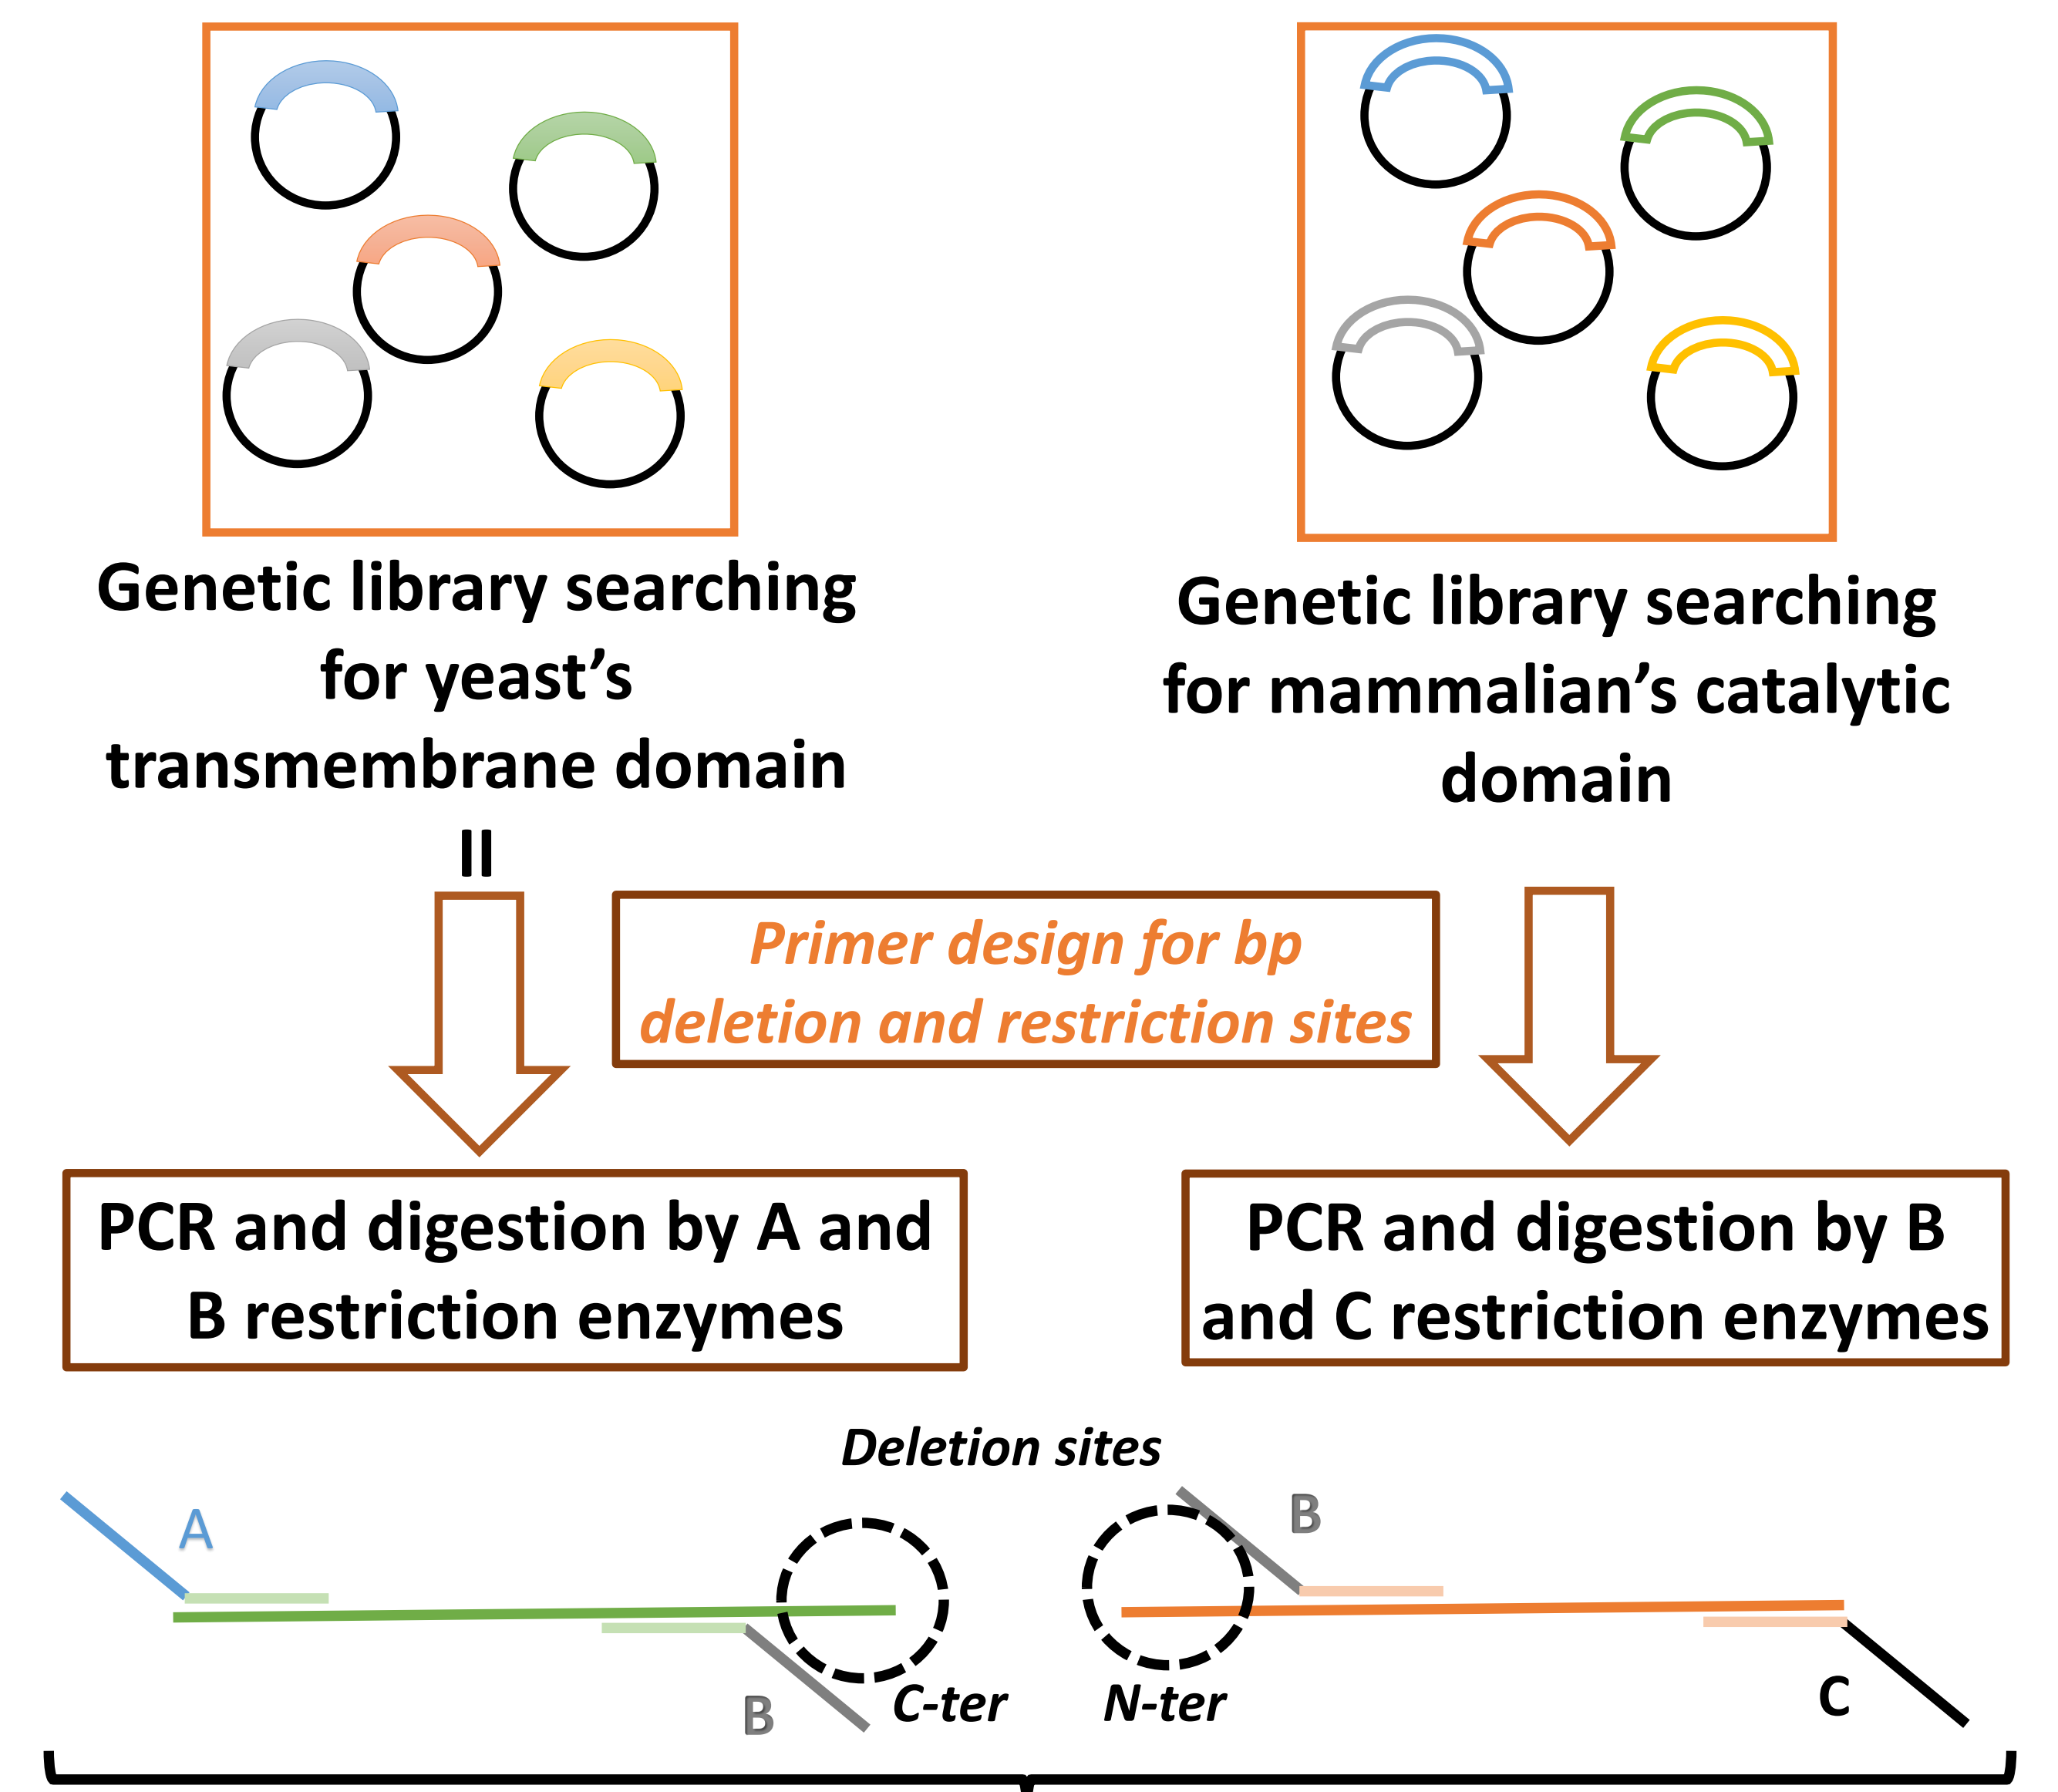 Genetic library searching
for yeast’s
transmembrane domain
Genetic library searching
for mammalian’s catalytic
domain
=
Primer design for bp
deletion and restriction sites
PCR and digestion by A and
B restriction enzymes
PCR and digestion by B
and C restriction enzymes
Deletion sites
A
B
B
C-ter
N-ter
C